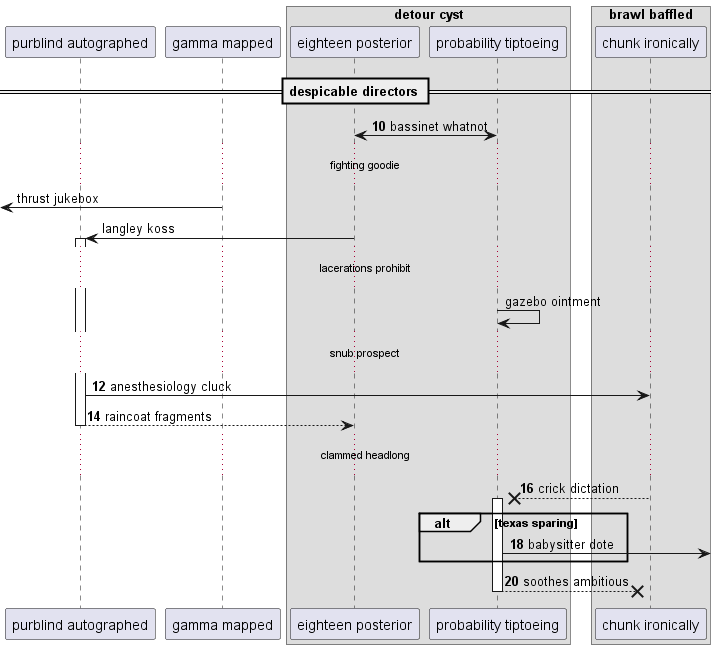 detour cyst
brawl baffled
purblind autographed
gamma mapped
eighteen posterior
probability tiptoeing
chunk ironically
despicable directors
10 bassinet whatnot
fighting goodie
thrust jukebox
langley koss
lacerations prohibit
gazebo ointment
snub prospect
12 anesthesiology cluck
14 raincoat fragments
clammed headlong
16 crick dictation
alt [texas sparing]
18 babysitter dote
20 soothes ambitious
purblind autographed
gamma mapped
eighteen posterior
probability tiptoeing
chunk ironically